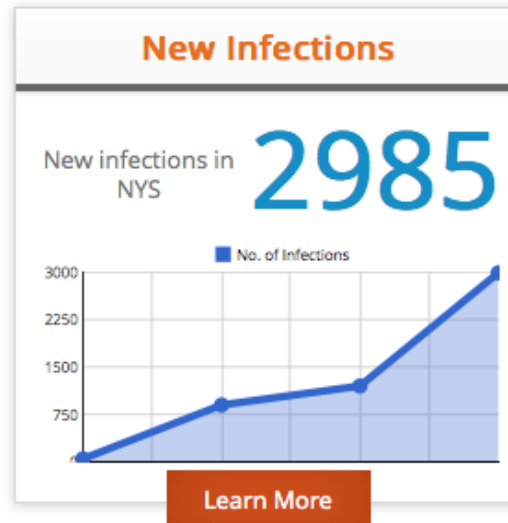 New Infections
New infections in
NYS
2985
No. of Infections
3000
2250
1500
750
Learn More